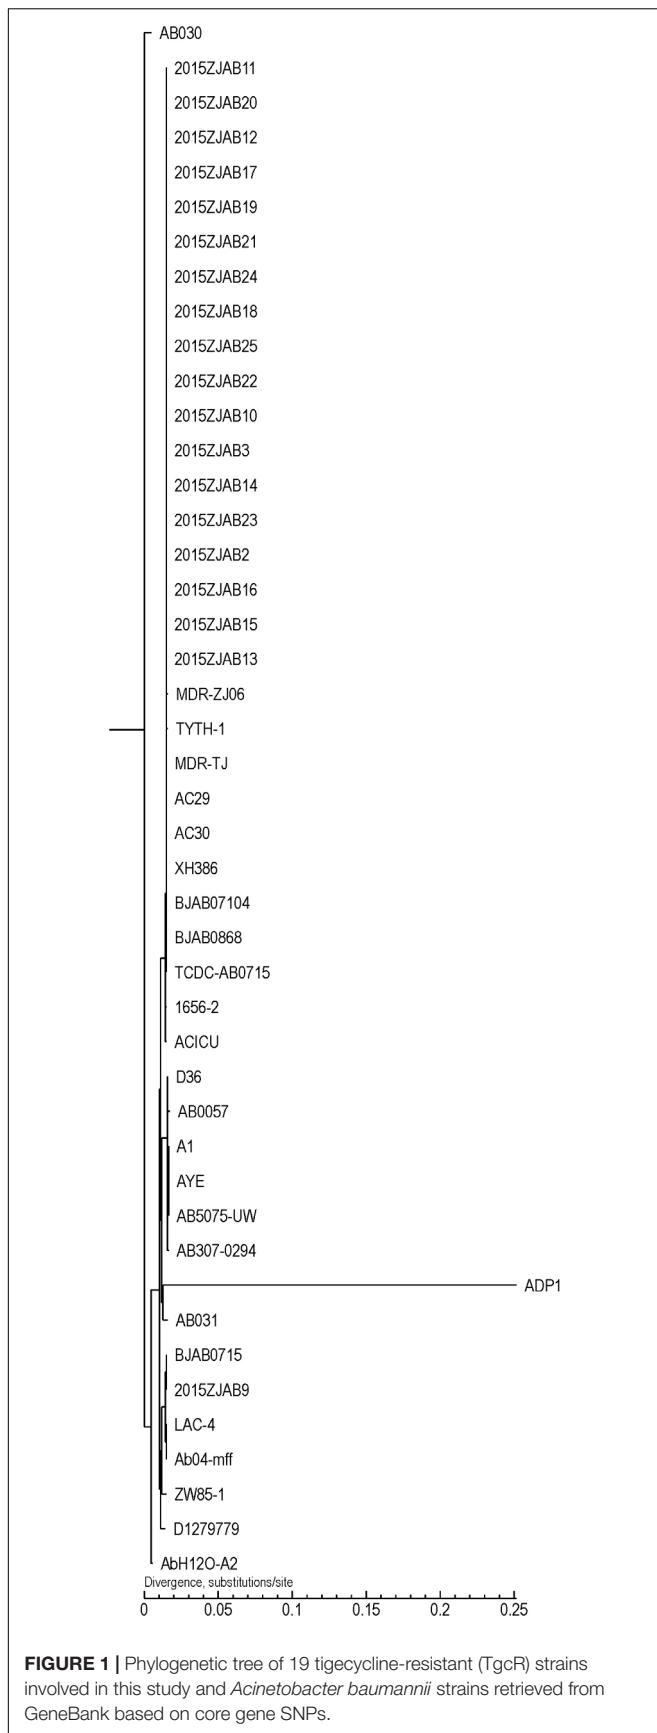 AB030
2015ZJAB11
2015ZJAB20
2015ZJAB12
2015ZJAB17
2015ZJAB19
2015ZJAB21
2015ZJAB24
2015ZJAB18
2015ZJAB25
2015ZJAB22
2015ZJAB10
2015ZJAB3
2015ZJAB14
2015ZJAB23
2015ZJAB2
2015ZJAB16
2015ZJAB15
2015ZJAB13
MDR-ZJ06
TYTH-1
MDR-TJ
AC29
AC30
XH386
BJAB07104
BJAB0868
TCDC-AB0715
1656-2
ACICU
D36
AB0057
A1
AYE
AB5075-UW
AB307-0294
ADP1
AB031
BJAB0715
2015ZJAB9
LAC-4
Ab04-mff
ZW85-1
D1279779
AbH12O-A2
Divergence, substitutions/site
0 0.05 0.1 0.15 0.2 0.25
FIGURE 1 | Phylogenetic tree of 19 tigecycline-resistant (TgcR) strains
involved in this study and Acinetobacter baumannii strains retrieved from
GeneBank based on core gene SNPs.